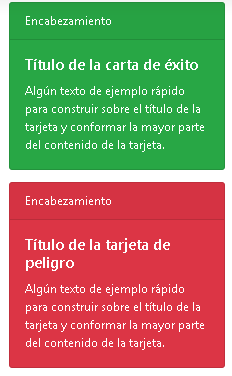 Encabezamiento
Título de la carta de éxito
Algún texto de ejemplo rápido
para construir sobre el título de la
tarjeta y conformar la mayor parte
del contenido de la tarjeta.
Encabezamiento
Título de la tarjeta de
peligro
Algún texto de ejemplo rápido
para construir sobre el título de la
tarjeta y conformar la mayor parte
del contenido de la tarjeta.